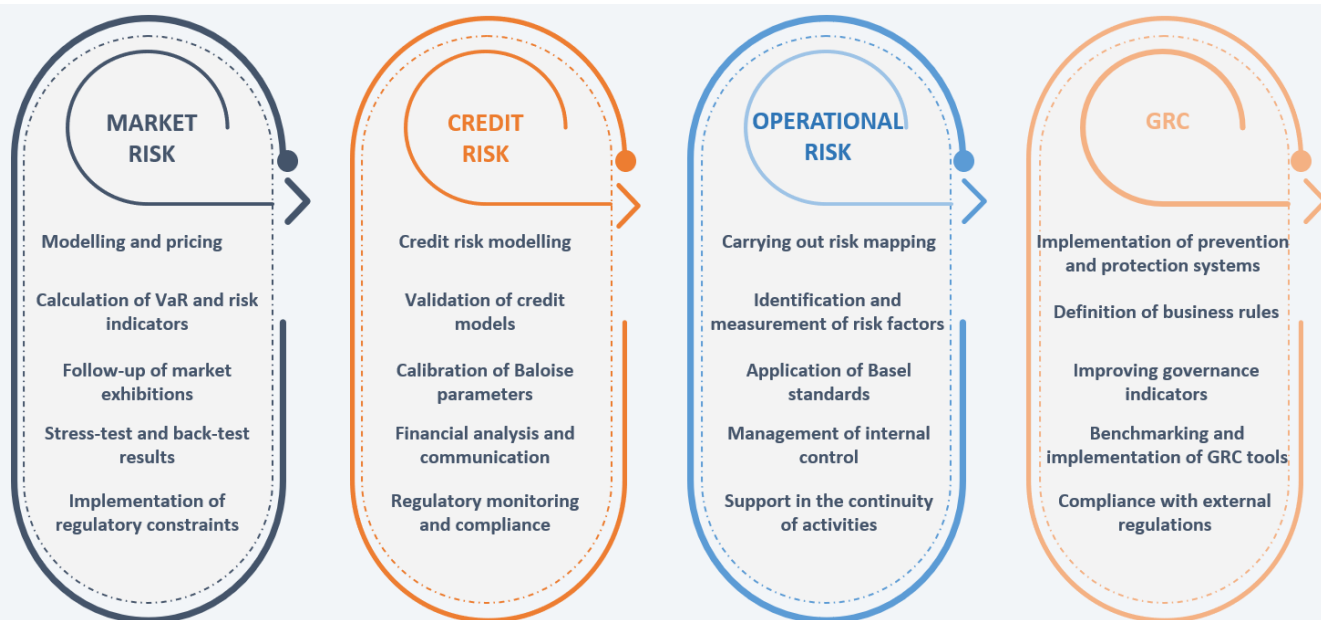 MARKET
RISK
Modelling and pricing
Calculation of VaR and risk
indicators
Follow-up of market
exhibitions
Stress-test and back-test
results
Implementation of
regulatory constraints
CREDIT
RISK
Credit risk modelling
Validation of credit
models
Calibration of Baloise
parameters
Financial analysis and
communication
Regulatory monitoring
and compliance
OPERATIONAL
RISK
Carrying out risk mapping
Identification and
measurement of risk factors
Application of Basel
standards
Management of internal
control
Support in the continuity
of activities
GRC
Implementation of prevention
and protection systems
Definition of business rules
Improving governance
indicators
Benchmarking and
implementation of GRC tools
Compliance with external
regulations